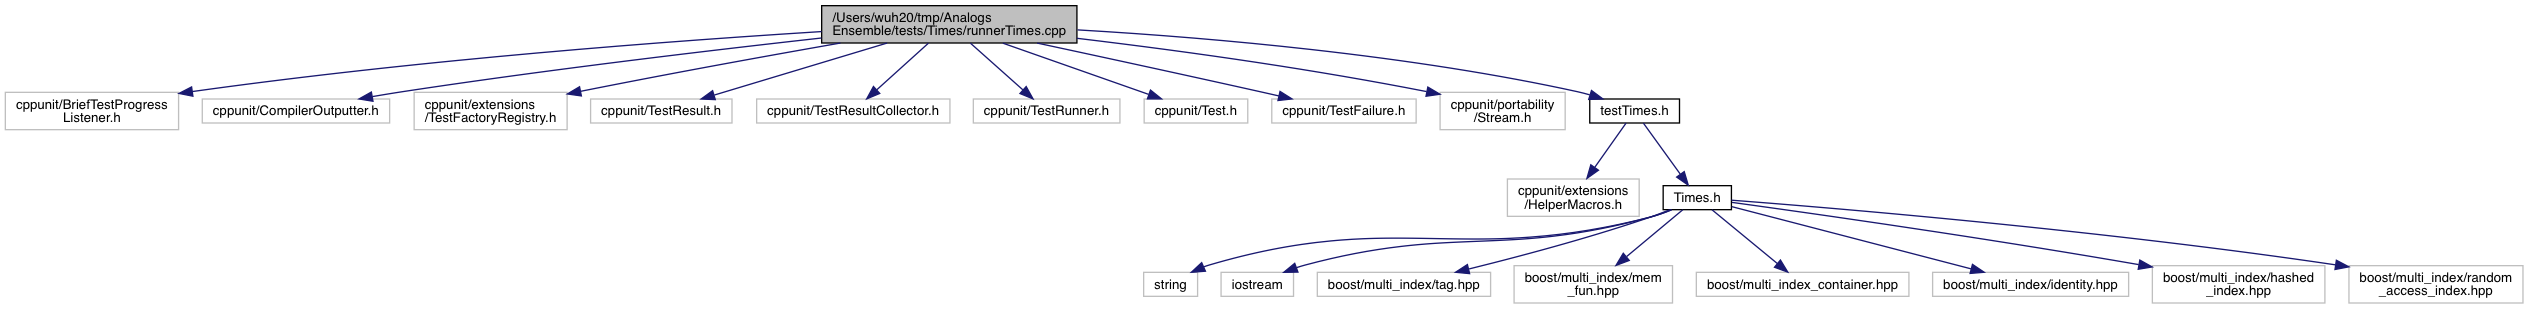 /Users/wuh20/tmp/Analogs
Ensemble/tests/Times/runnerTimes.cpp
cppunit/BriefTestProgress
Listener.h
cppunit/CompilerOutputter.h
cppunit/extensions
/TestFactoryRegistry.h
cppunit/TestResult.h
cppunit/TestResultCollector.h
cppunit/TestRunner.h
cppunit/Test.h
cppunit/TestFailure.h
cppunit/portability
/Stream.h
testTimes.h
cppunit/extensions
/HelperMacros.h
Times.h
string
iostream
boost/multi_index/tag.hpp
boost/multi_index/mem
_fun.hpp
boost/multi_index_container.hpp
boost/multi_index/identity.hpp
boost/multi_index/hashed
_index.hpp
boost/multi_index/random
_access_index.hpp